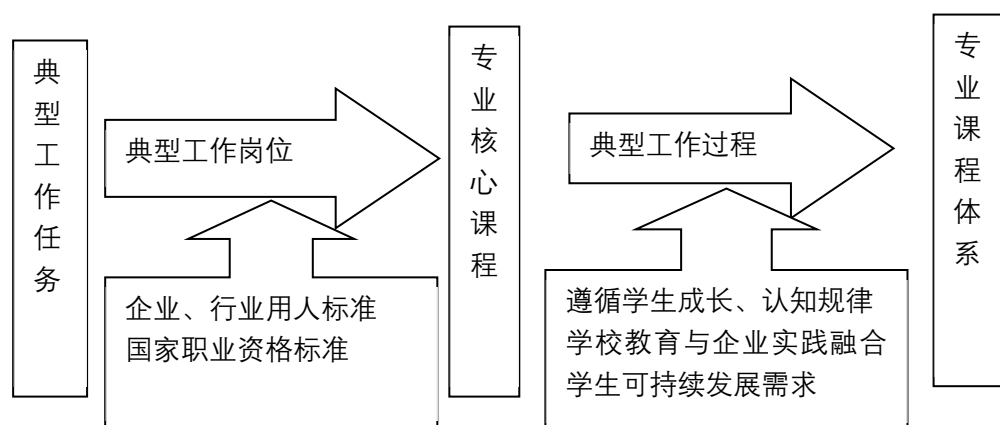 典型工作任务
典型工作岗位
企业、行业用人标准
国家职业资格标准
专业核心课程
典型工作过程
遵循学生成长、认知规律
学校教育与企业实践融合
学生可持续发展需求
专业课程体系